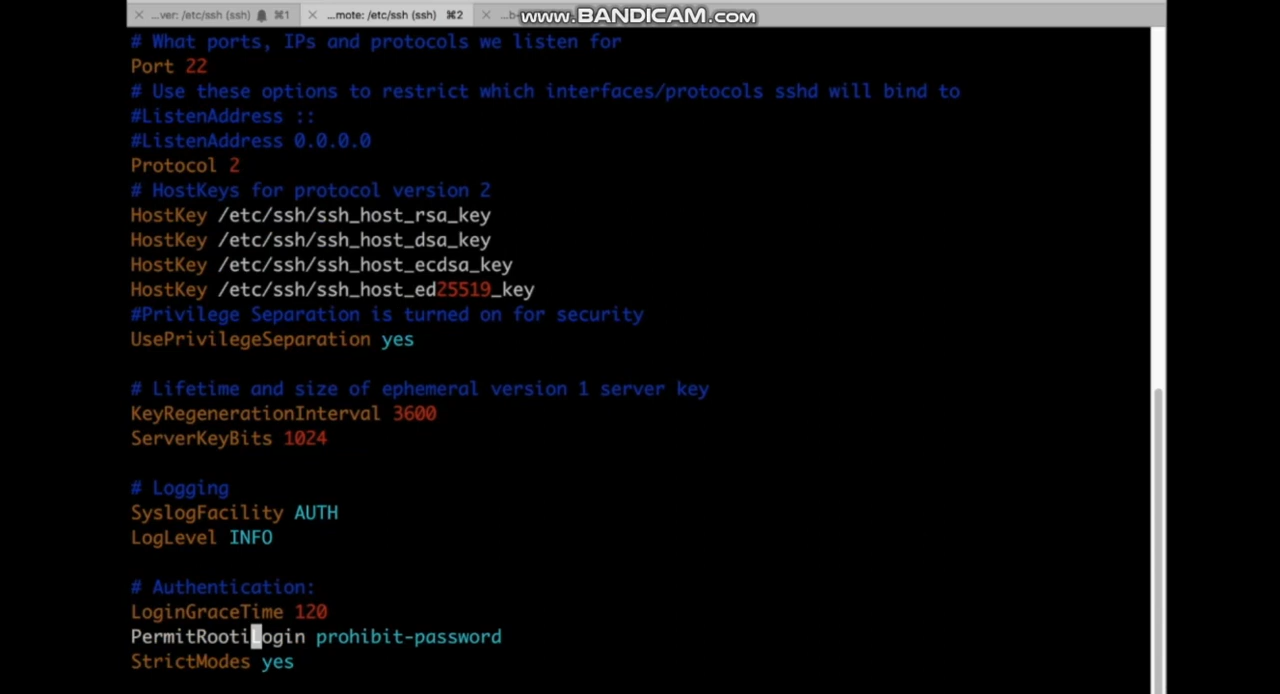 ...ver: /etc/ssh (ssh) ⌘1
...mote: /etc/ssh (ssh) ⌘2
...b-
www.BANDICAM.com
# What ports, IPs and protocols we listen for
Port 22
# Use these options to restrict which interfaces/protocols sshd will bind to
#ListenAddress ::
#ListenAddress 0.0.0.0
Protocol 2
# HostKeys for protocol version 2
HostKey /etc/ssh/ssh_host_rsa_key
HostKey /etc/ssh/ssh_host_dsa_key
HostKey /etc/ssh/ssh_host_ecdsa_key
HostKey /etc/ssh/ssh_host_ed25519_key
#Privilege Separation is turned on for security
UsePrivilegeSeparation yes
# Lifetime and size of ephemeral version 1 server key
KeyRegenerationInterval 3600
ServerKeyBits 1024
# Logging
SyslogFacility AUTH
LogLevel INFO
# Authentication:
LoginGraceTime 120
PermitRootiLogin prohibit-password
StrictModes yes